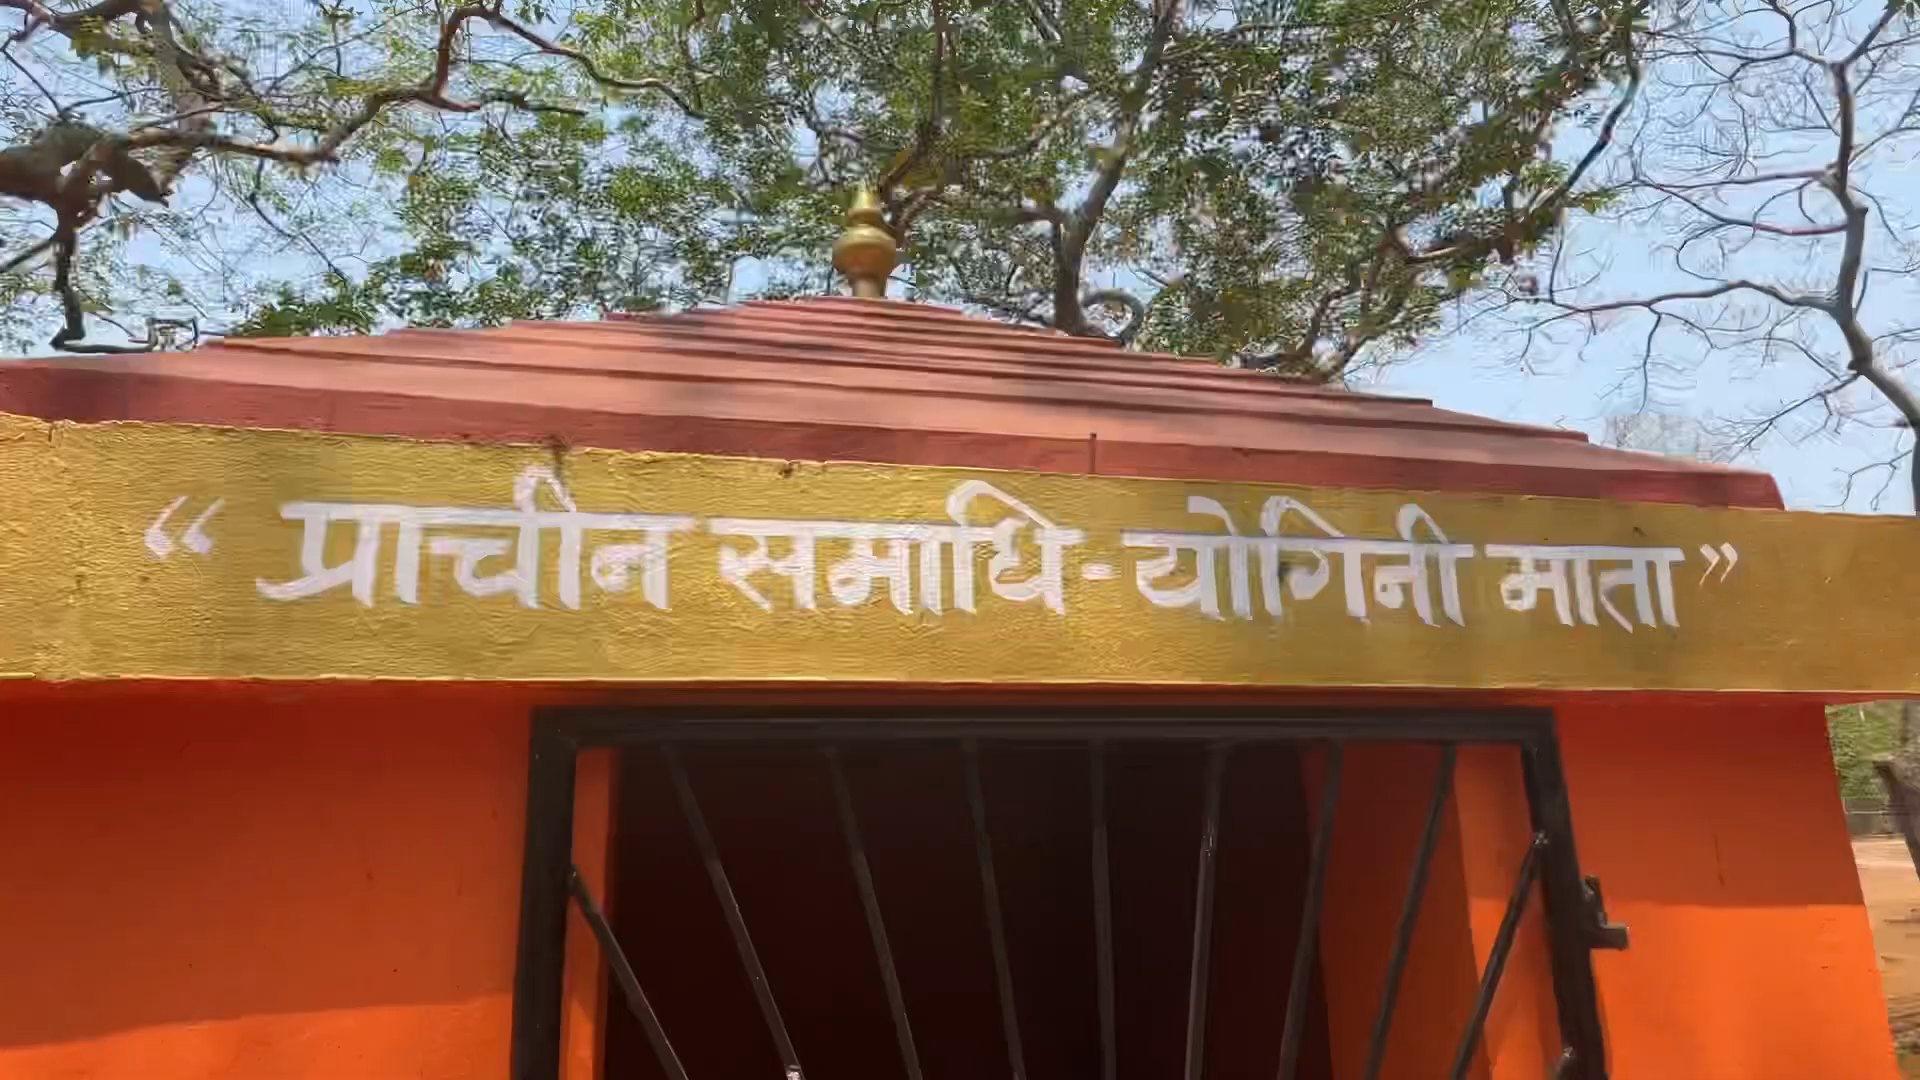 “ प्राचीन समाधि - योगिनी माता ”